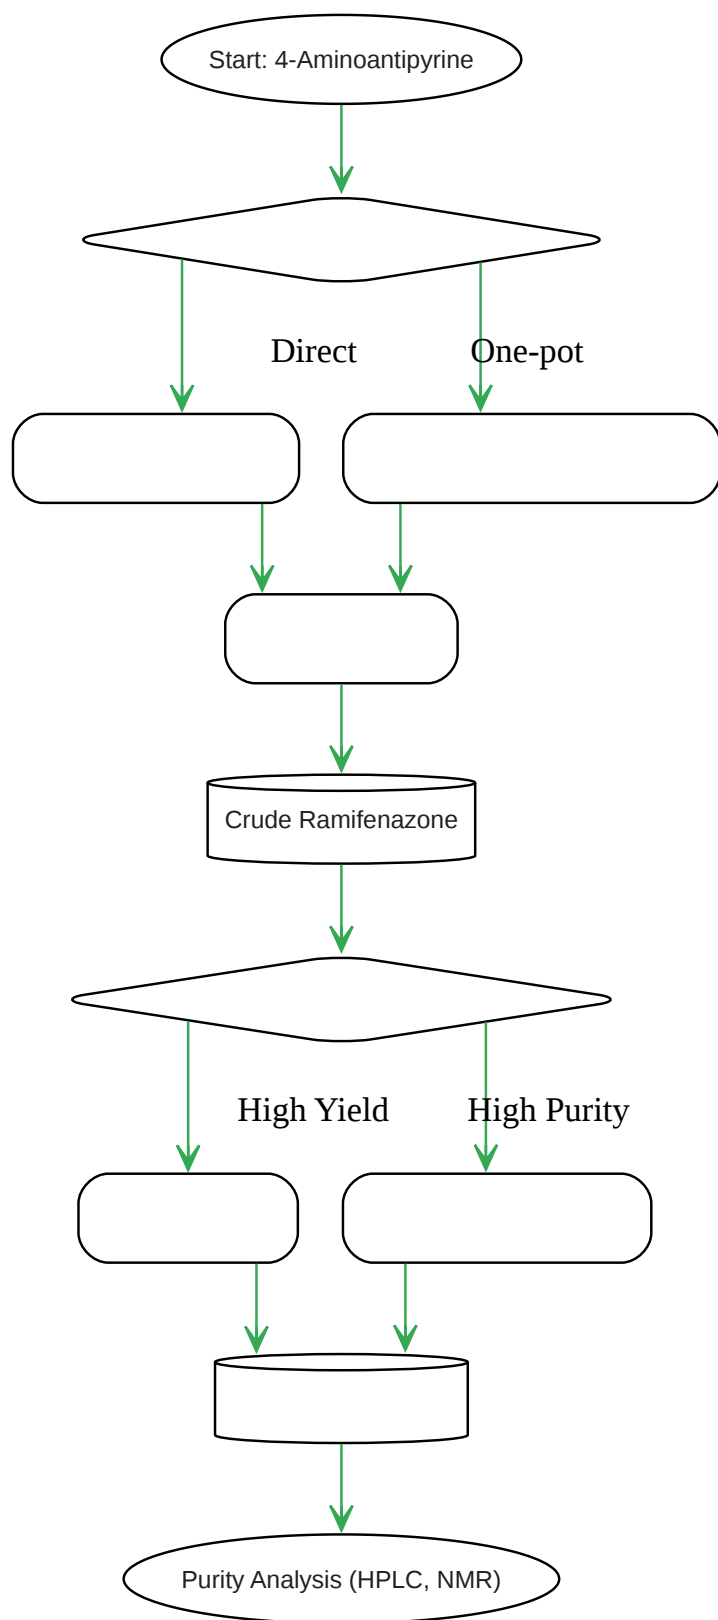 Start: 4-Aminoantipyrine
Direct
One-pot
Crude Ramifenazone
High Yield
High Purity
Purity Analysis (HPLC, NMR)